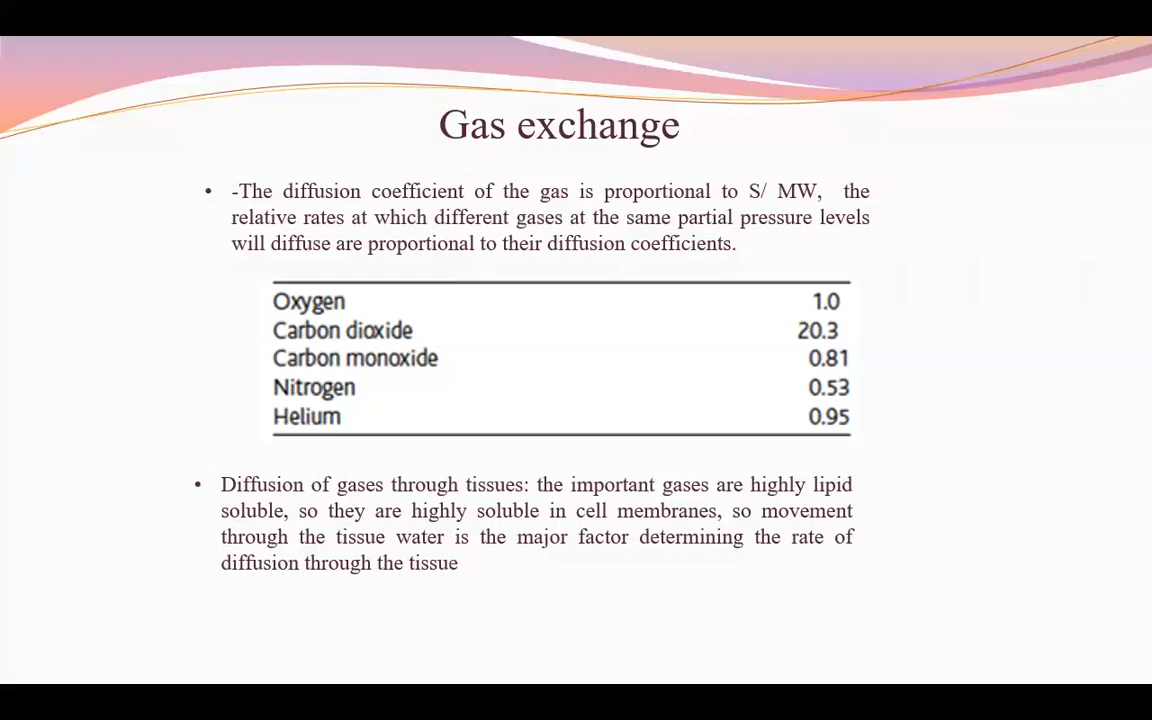 Gas exchange
• -The diffusion coefficient of the gas is proportional to S/ MW, the
relative rates at which different gases at the same partial pressure levels
will diffuse are proportional to their diffusion coefficients.
Oxygen 1.0
Carbon dioxide 20.3
Carbon monoxide 0.81
Nitrogen 0.53
Helium 0.95
• Diffusion of gases through tissues: the important gases are highly lipid
soluble, so they are highly soluble in cell membranes, so movement
through the tissue water is the major factor determining the rate of
diffusion through the tissue